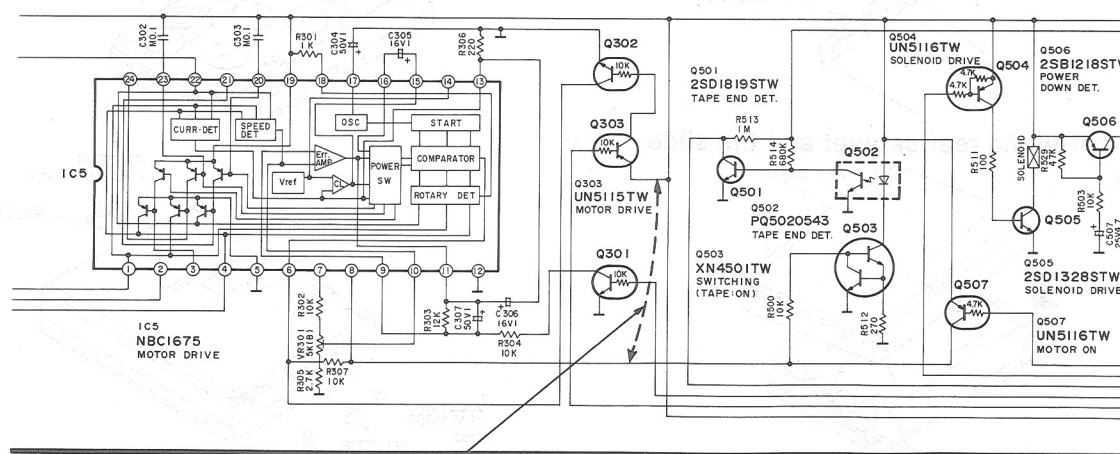 C302
M0.1
C303
M0.1
R301
1K
C304
50V1
+
C305
16V1
+
R306
220
24
23
22
21
20
19
18
17
16
15
14
13
CURR-DET
SPEED
DET
OSC
START
Err.
AMP
POWER
SW
COMPARATOR
Vref
CL
ROTARY DET
IC5
1
2
3
4
5
6
7
8
9
10
11
12
IC5
NBC1675
MOTOR DRIVE
R302
10K
VR301
5K(B)
R305
2.7K
R307
10K
R303
12K
C307
50V1
+
C306
16V1
+
R304
10K
Q302
10K
Q303
10K
Q303
UN5115TW
MOTOR DRIVE
Q301
10K
Q501
2SD1819STW
TAPE END DET.
R513
1M
R514
680K
Q501
Q502
Q502
PQ5020543
TAPE END DET.
Q503
Q503
XN4501TW
SWITCHING
(TAPE:ON)
R500
10K
R512
270
Q504
UN5116TW
SOLENOID DRIVE
4.7K
4.7K
Q504
R511
100
SOLENOID
R529
4.7K
Q506
2SB1218STW
POWER
DOWN DET.
Q506
R503
10K
C507
25V4.7
+
Q505
Q505
2SD1328STW
SOLENOID DRIVE
Q507
4.7K
Q507
UN5116TW
MOTOR ON